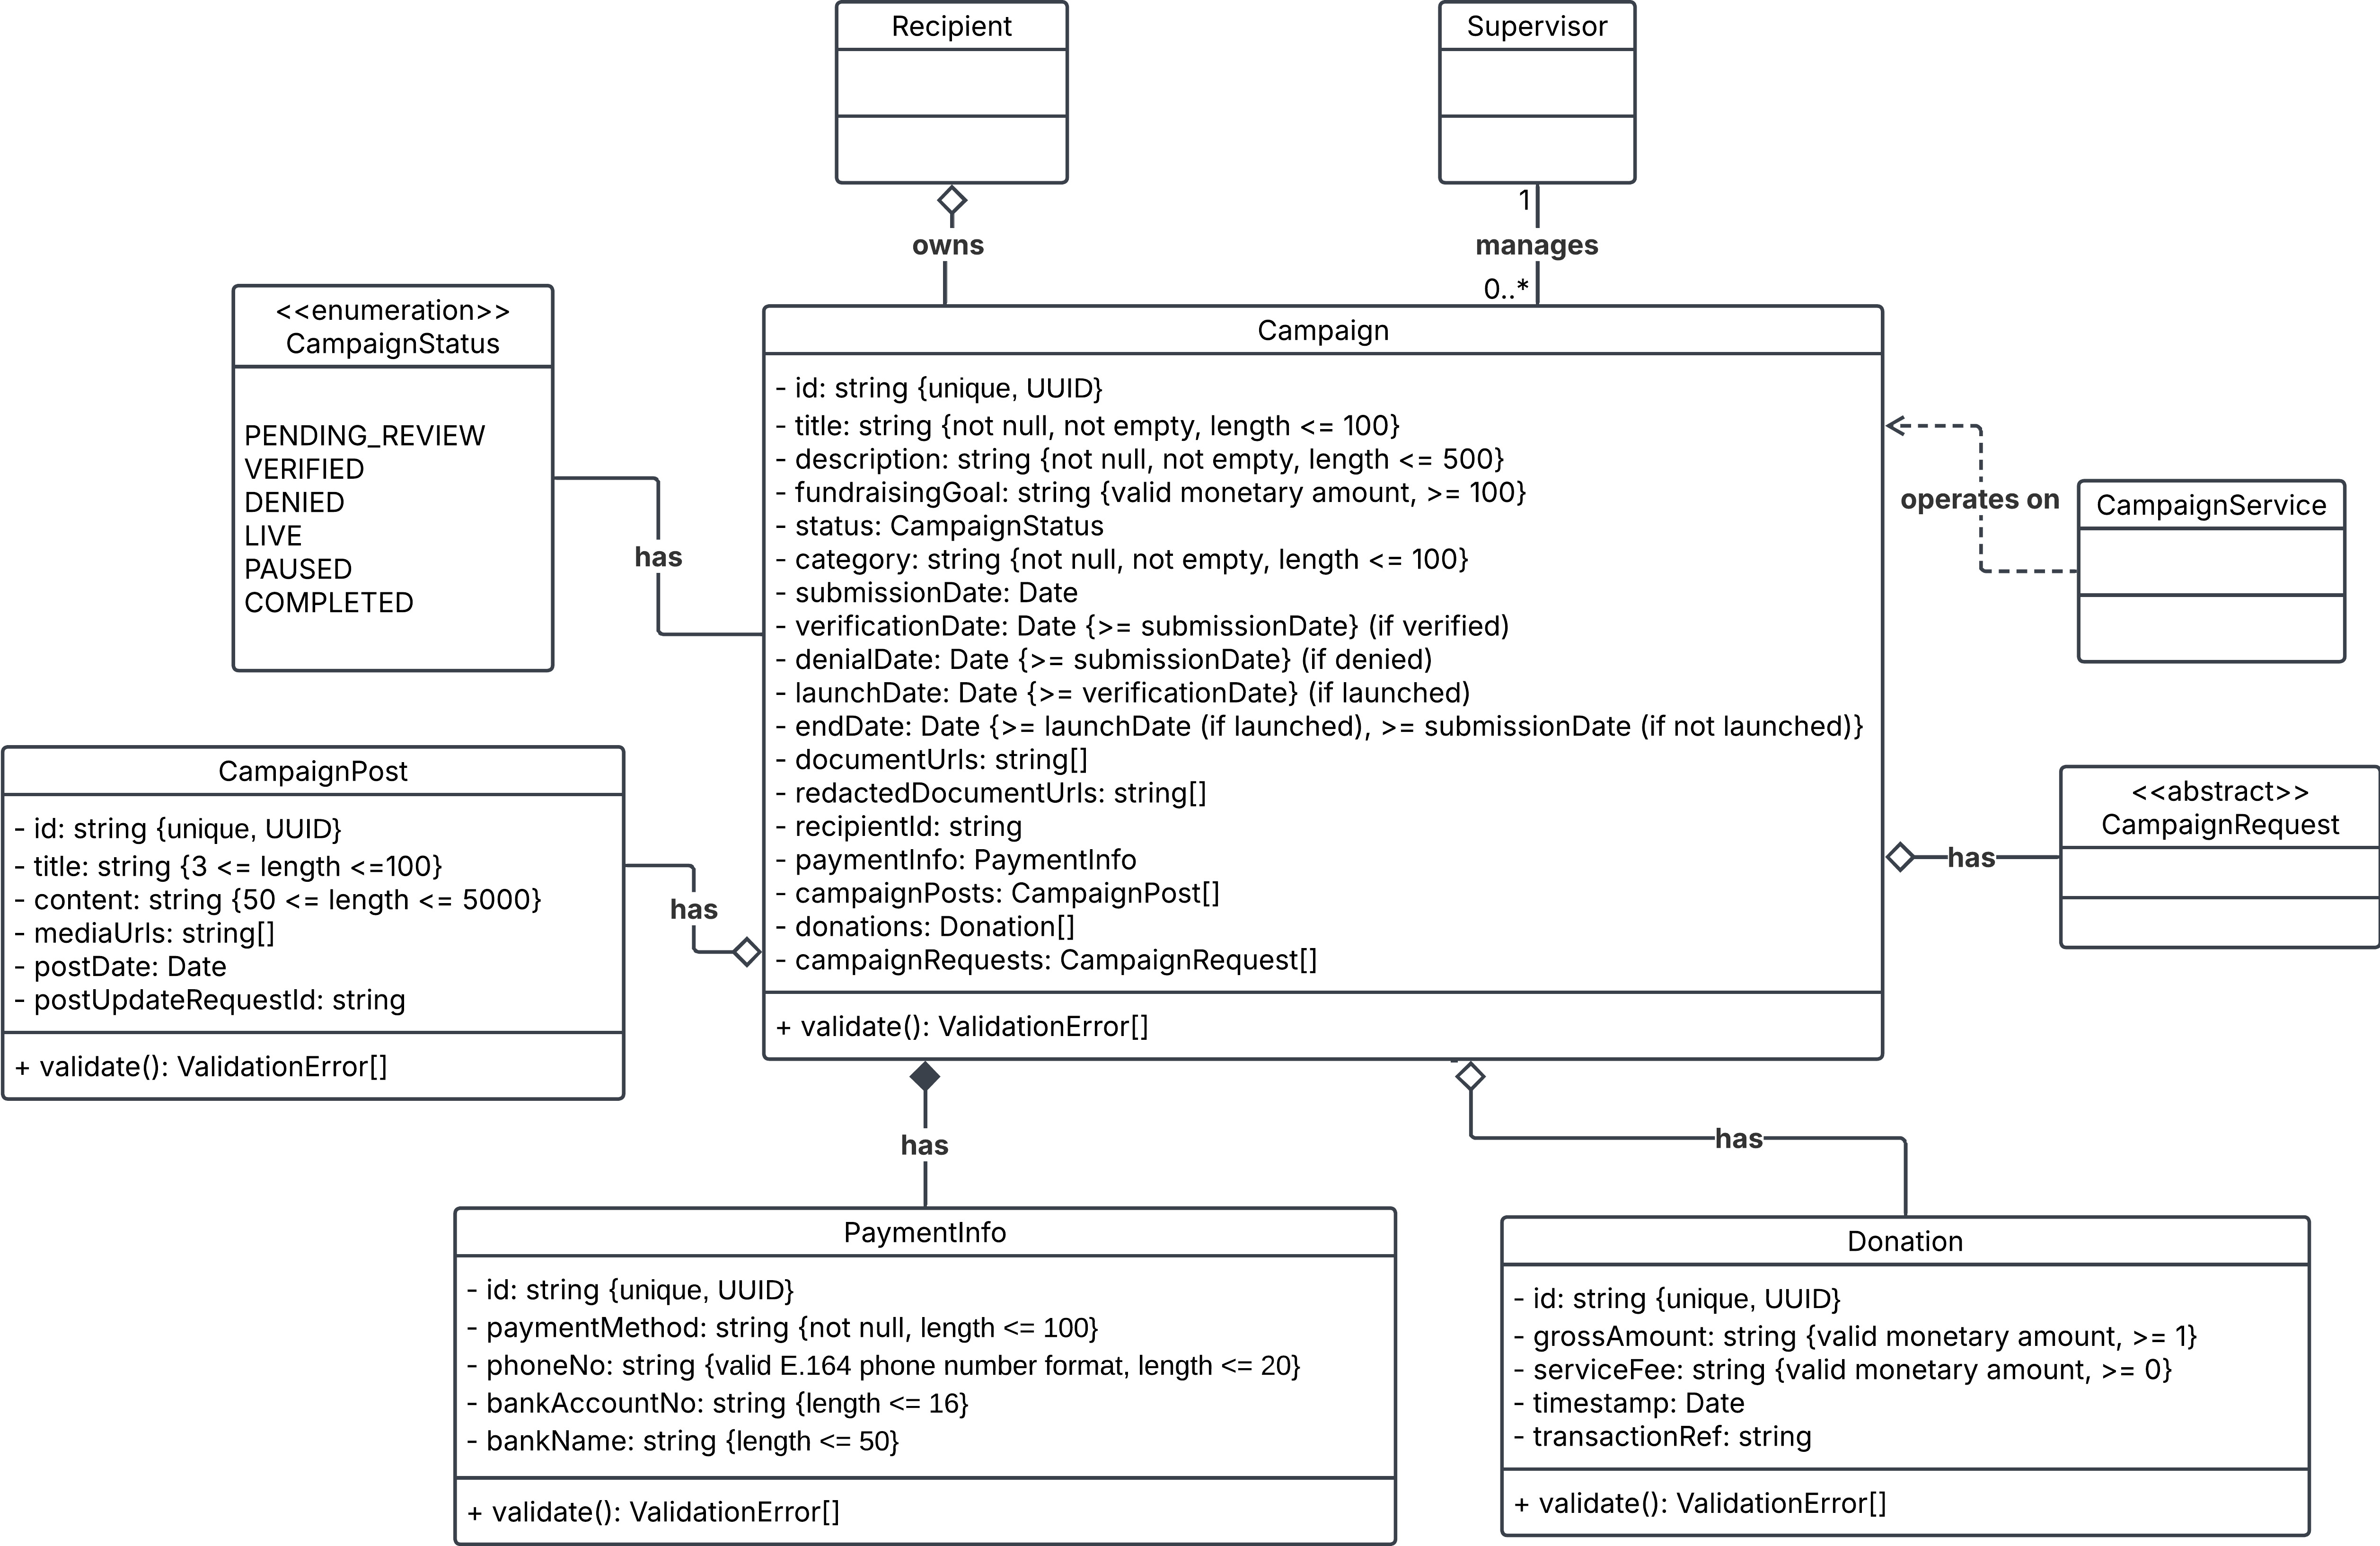 Recipient
Supervisor
owns
1
manages
0..*
<<enumeration>>
CampaignStatus
PENDING_REVIEW
VERIFIED
DENIED
LIVE
PAUSED
COMPLETED
has
Campaign
- id: string {unique, UUID}
- title: string {not null, not empty, length <= 100}
- description: string {not null, not empty, length <= 500}
- fundraisingGoal: string {valid monetary amount, >= 100}
- status: CampaignStatus
- category: string {not null, not empty, length <= 100}
- submissionDate: Date
- verificationDate: Date {>= submissionDate} (if verified)
- denialDate: Date {>= submissionDate} (if denied)
- launchDate: Date {>= verificationDate} (if launched)
- endDate: Date {>= launchDate (if launched), >= submissionDate (if not launched)}
- documentUrls: string[]
- redactedDocumentUrls: string[]
- recipientId: string
- paymentInfo: PaymentInfo
- campaignPosts: CampaignPost[]
- donations: Donation[]
- campaignRequests: CampaignRequest[]
+ validate(): ValidationError[]
operates on
CampaignService
<<abstract>>
CampaignRequest
has
CampaignPost
- id: string {unique, UUID}
- title: string {3 <= length <=100}
- content: string {50 <= length <= 5000}
- mediaUrls: string[]
- postDate: Date
- postUpdateRequestId: string
+ validate(): ValidationError[]
has
has
has
PaymentInfo
- id: string {unique, UUID}
- paymentMethod: string {not null, length <= 100}
- phoneNo: string {valid E.164 phone number format, length <= 20}
- bankAccountNo: string {length <= 16}
- bankName: string {length <= 50}
+ validate(): ValidationError[]
Donation
- id: string {unique, UUID}
- grossAmount: string {valid monetary amount, >= 1}
- serviceFee: string {valid monetary amount, >= 0}
- timestamp: Date
- transactionRef: string
+ validate(): ValidationError[]